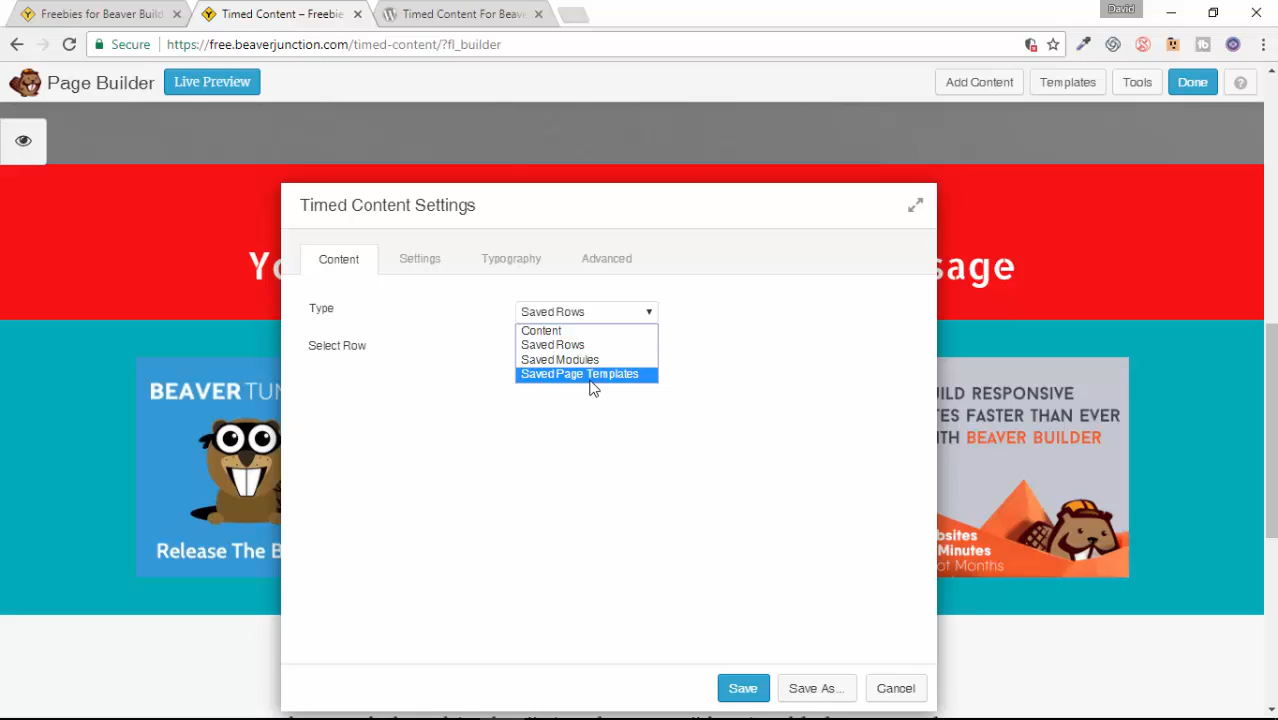 Freebies for Beaver Build
Timed Content – Freebie
Timed Content For Beav
David
Secure
https://free.beaverjunction.com/timed-content/?fl_builder
Page Builder
Live Preview
Add Content
Templates
Tools
Done
?
Yo
sage
Timed Content Settings
Content
Settings
Typography
Advanced
Type
Saved Rows
Content
Saved Rows
Saved Modules
Saved Page Templates
Select Row
BEAVER TUN
Release The B
ILD RESPONSIVE
TES FASTER THAN EVER
ITH BEAVER BUILDER
bsites
Minutes
ot Months
Save
Save As...
Cancel